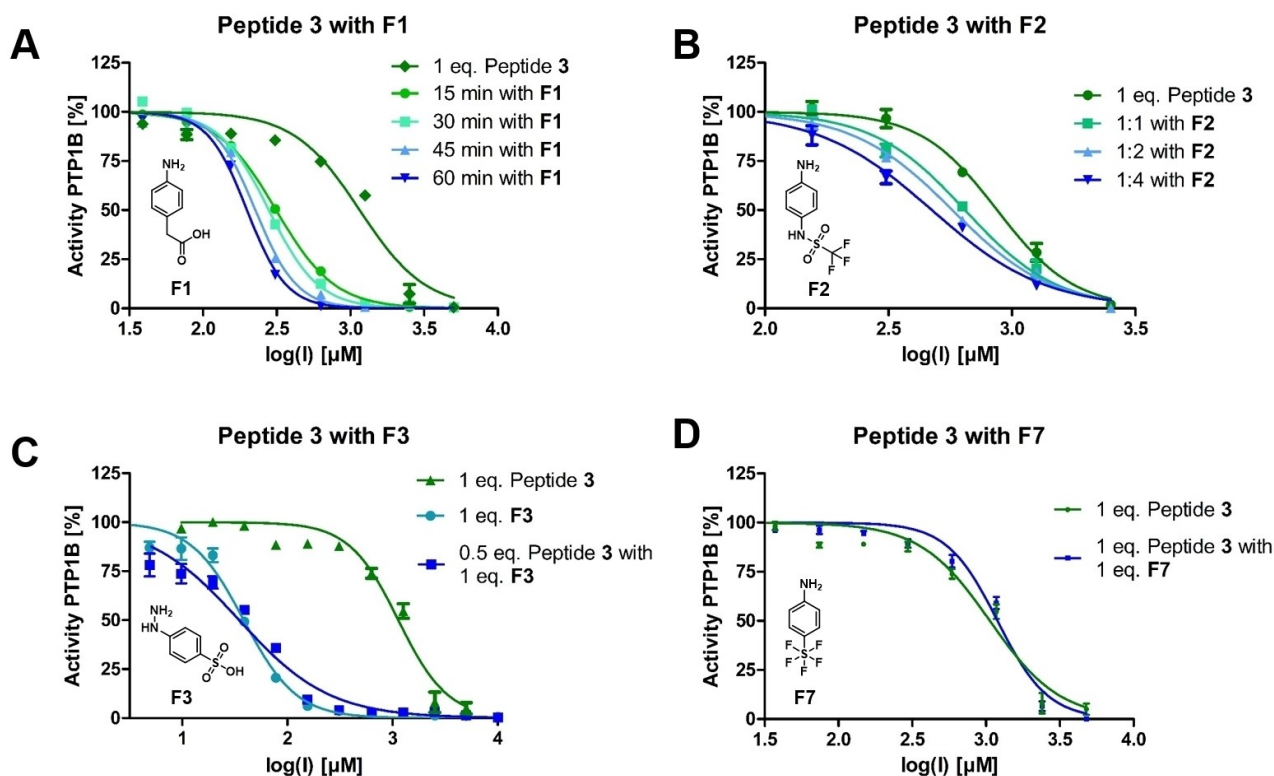 A
Peptide 3 with F1
Activity PTP1B [%]
125
100
75
50
25
0
1.5
2.0
2.5
3.0
3.5
4.0
log(I) [µM]
1 eq. Peptide 3
15 min with F1
30 min with F1
45 min with F1
60 min with F1
NH2
OH
O
F1
B
Peptide 3 with F2
Activity PTP1B [%]
125
100
75
50
25
0
2.0
2.5
3.0
3.5
log(I) [µM]
1 eq. Peptide 3
1:1 with F2
1:2 with F2
1:4 with F2
NH2
HN
O
S
O
F
F
F
F2
C
Peptide 3 with F3
Activity PTP1B [%]
125
100
75
50
25
0
1
2
3
4
log(I) [µM]
1 eq. Peptide 3
1 eq. F3
0.5 eq. Peptide 3 with
1 eq. F3
NH2
HN
O
S
O
OH
F3
D
Peptide 3 with F7
Activity PTP1B [%]
125
100
75
50
25
0
1.5
2.0
2.5
3.0
3.5
4.0
log(I) [µM]
1 eq. Peptide 3
1 eq. Peptide 3 with
1 eq. F7
NH2
F
F
S
F
F
F
F7